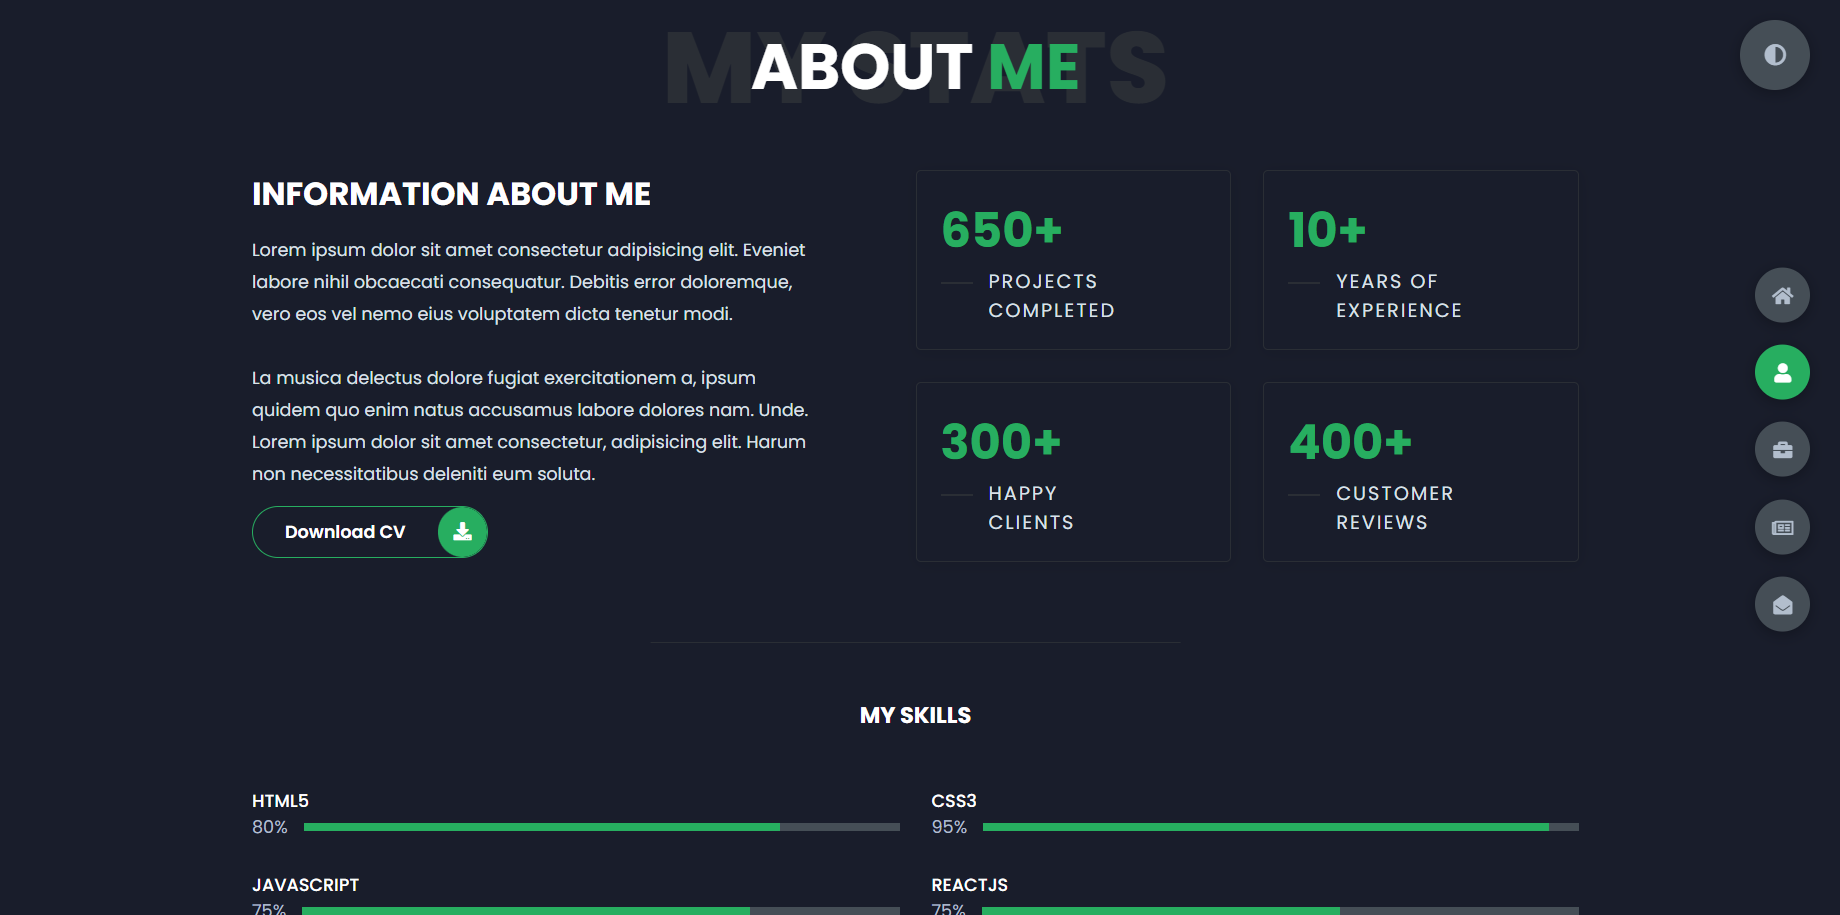 MY STATS
ABOUT ME
INFORMATION ABOUT ME
Lorem ipsum dolor sit amet consectetur adipisicing elit. Eveniet
labore nihil obcaecati consequatur. Debitis error doloremque,
vero eos vel nemo eius voluptatem dicta tenetur modi.
La musica delectus dolore fugiat exercitationem a, ipsum
quidem quo enim natus accusamus labore dolores nam. Unde.
Lorem ipsum dolor sit amet consectetur, adipisicing elit. Harum
non necessitatibus deleniti eum soluta.
Download CV
650+
PROJECTS
COMPLETED
10+
YEARS OF
EXPERIENCE
300+
HAPPY
CLIENTS
400+
CUSTOMER
REVIEWS
MY SKILLS
HTML5
80%
CSS3
95%
JAVASCRIPT
75%
REACTJS
75%